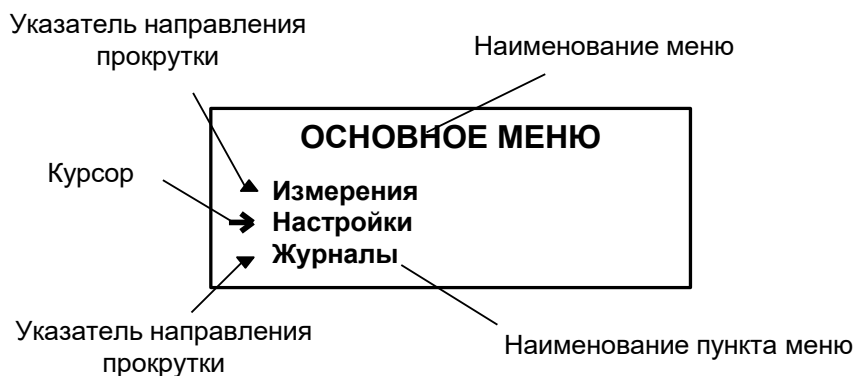 Указатель направления
прокрутки
Наименование меню
ОСНОВНОЕ МЕНЮ
Курсор
Измерения
Настройки
Журналы
Указатель направления
прокрутки
Наименование пункта меню